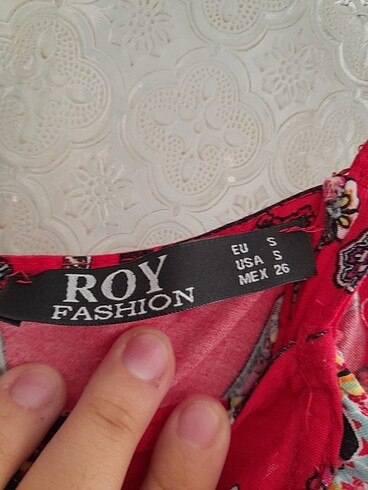 ROY
FASHION
EU S
USA S
MEX 26